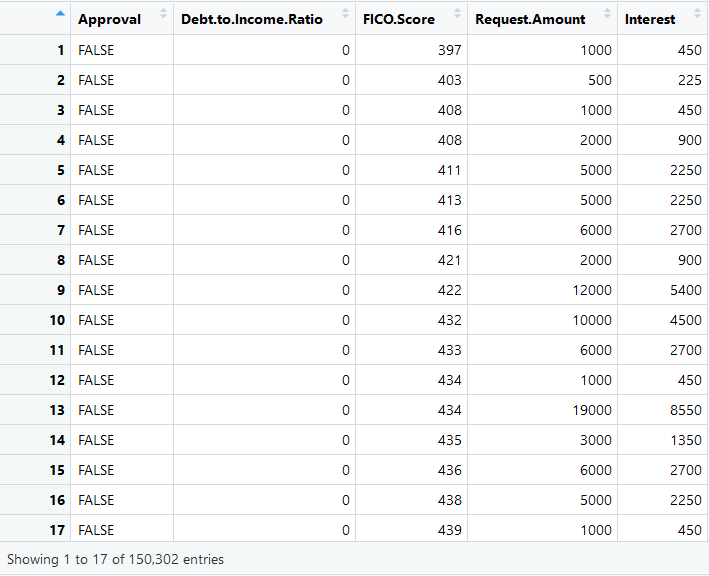 Approval Debt.to.Income.Ratio FICO.Score Request.Amount Interest
1 FALSE 0 397 1000 450
2 FALSE 0 403 500 225
3 FALSE 0 408 1000 450
4 FALSE 0 408 2000 900
5 FALSE 0 411 5000 2250
6 FALSE 0 413 5000 2250
7 FALSE 0 416 6000 2700
8 FALSE 0 421 2000 900
9 FALSE 0 422 12000 5400
10 FALSE 0 432 10000 4500
11 FALSE 0 433 6000 2700
12 FALSE 0 434 1000 450
13 FALSE 0 434 19000 8550
14 FALSE 0 435 3000 1350
15 FALSE 0 436 6000 2700
16 FALSE 0 438 5000 2250
17 FALSE 0 439 1000 450
Showing 1 to 17 of 150,302 entries